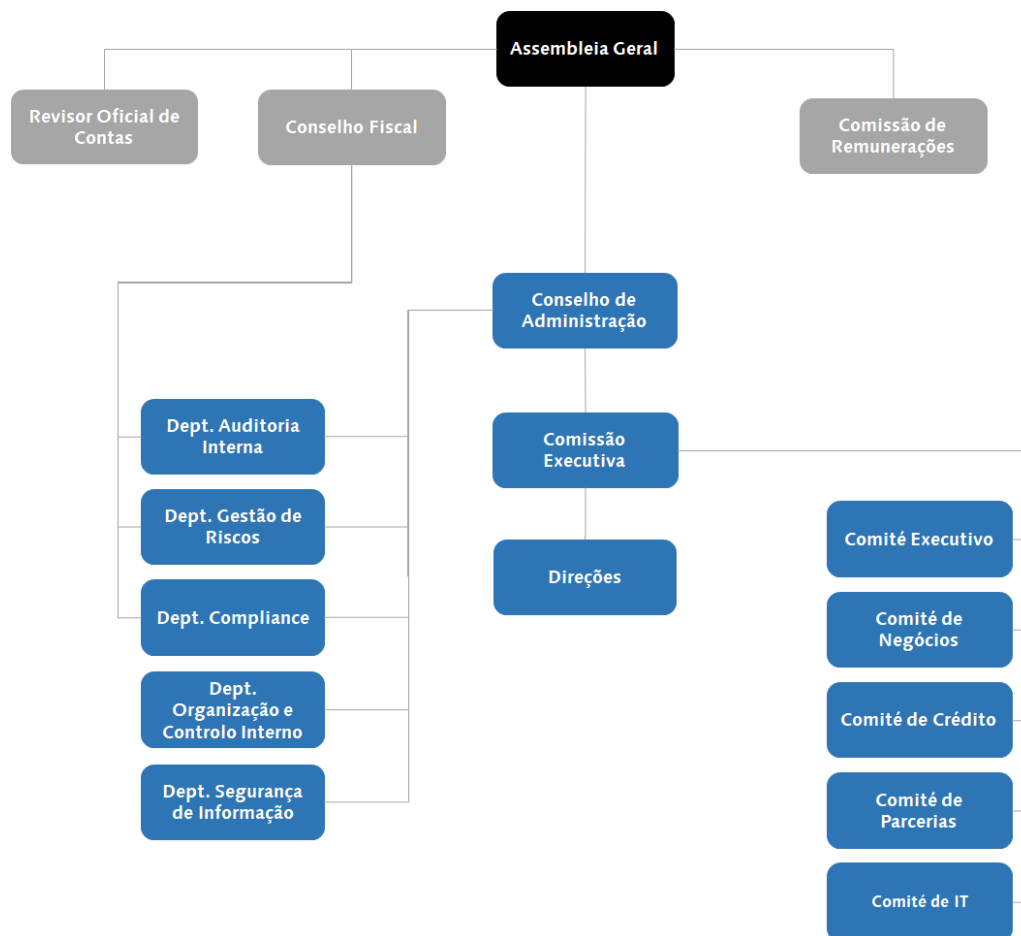 Assembleia Geral
Revisor Oficial de
Contas
Conselho Fiscal
Comissão de
Remunerações
Conselho de
Administração
Dept. Auditoria
Interna
Comissão
Executiva
Dept. Gestão de
Riscos
Comité Executivo
Direções
Dept. Compliance
Comité de
Negócios
Dept.
Organização e
Controlo Interno
Comité de Crédito
Dept. Segurança
de Informação
Comité de
Parcerias
Comité de IT